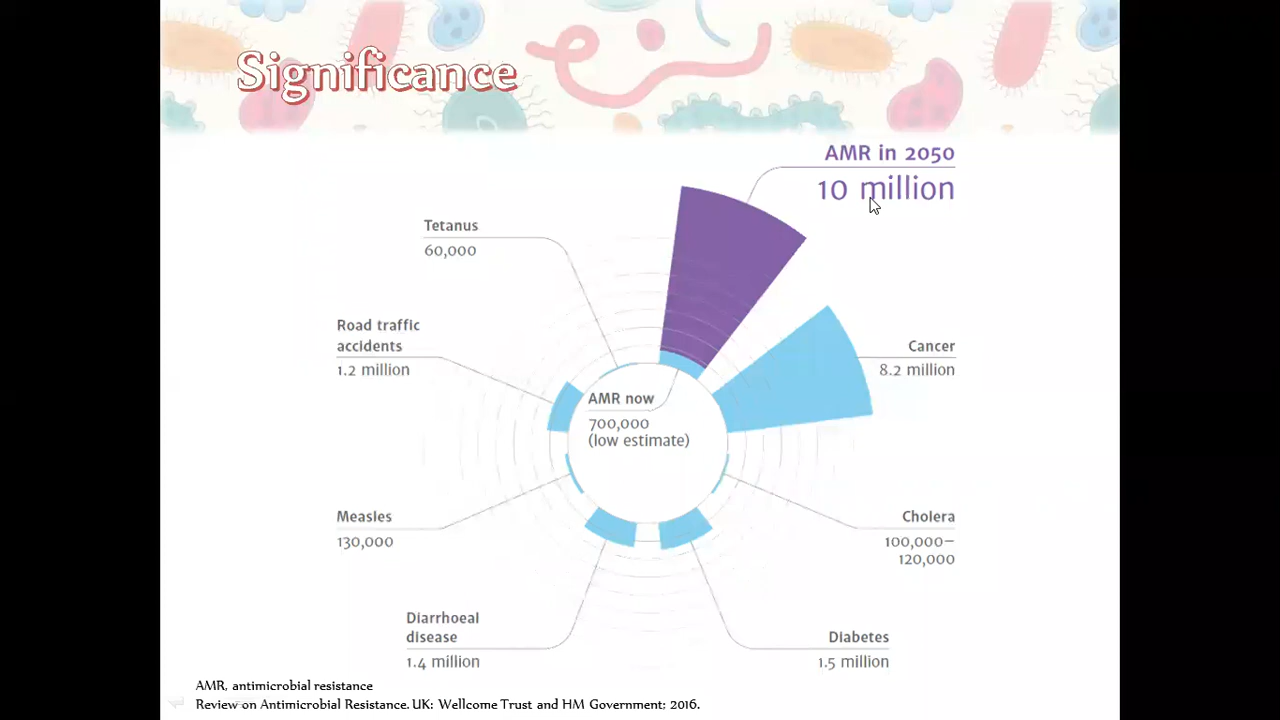 Significance
AMR in 2050
10 million
Tetanus
60,000
Road traffic
accidents
1.2 million
Cancer
8.2 million
AMR now
700,000
(low estimate)
Measles
130,000
Cholera
100,000–
120,000
Diarrhoeal
disease
1.4 million
Diabetes
1.5 million
AMR, antimicrobial resistance
Review on Antimicrobial Resistance. UK: Wellcome Trust and HM Government; 2016.